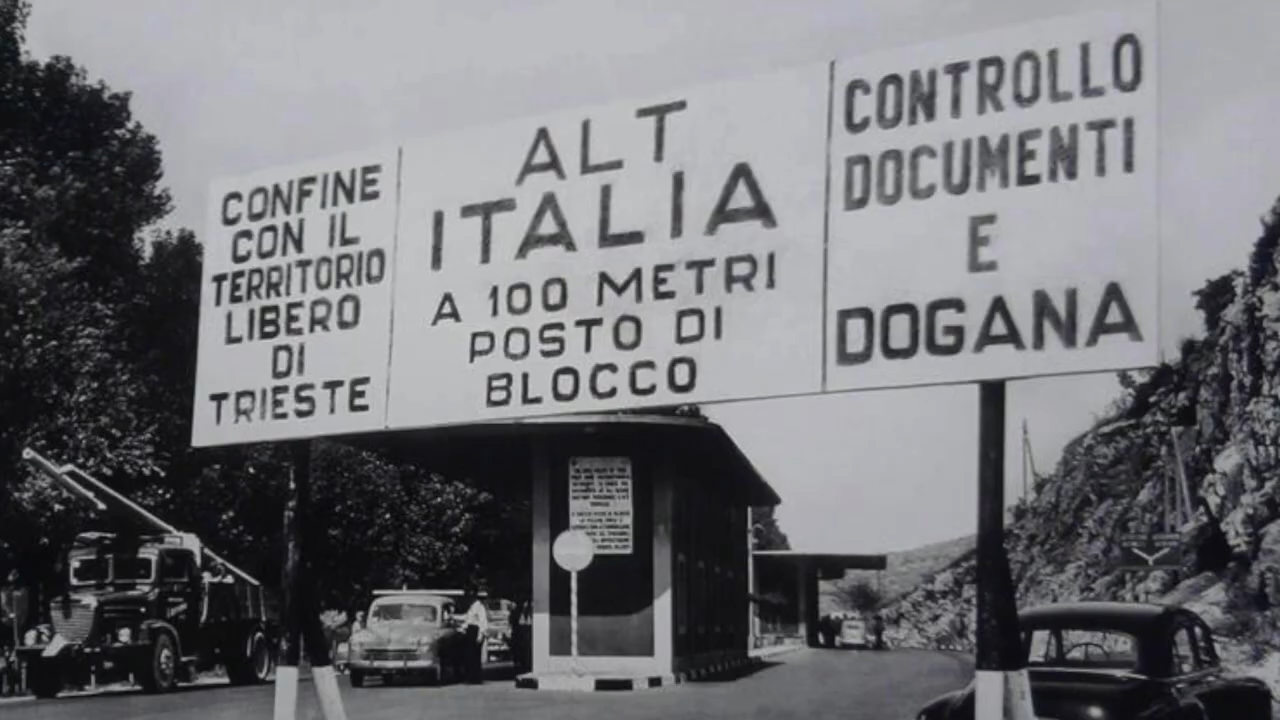 CONFINE
CON IL
TERRITORIO
LIBERO
DI
TRIESTE
ALT
ITALIA
A 100 METRI
POSTO DI
BLOCCO
CONTROLLO
DOCUMENTI
E
DOGANA